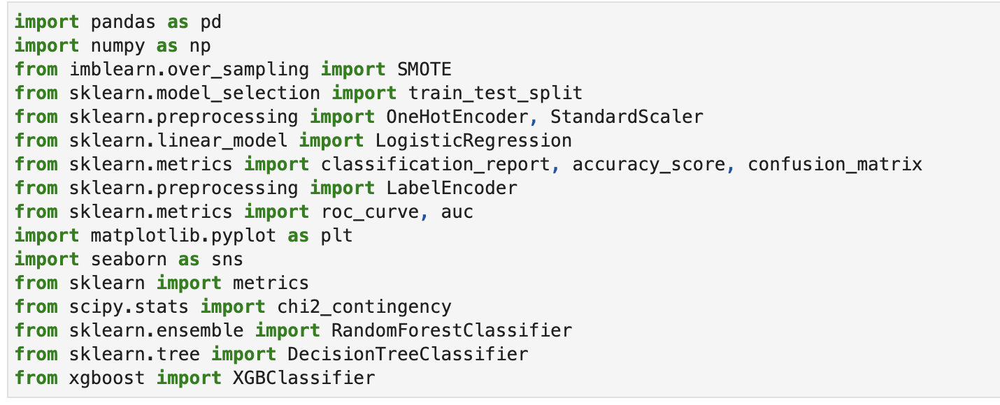 import pandas as pd
import numpy as np
from imblearn.over_sampling import SMOTE
from sklearn.model_selection import train_test_split
from sklearn.preprocessing import OneHotEncoder, StandardScaler
from sklearn.linear_model import LogisticRegression
from sklearn.metrics import classification_report, accuracy_score, confusion_matrix
from sklearn.preprocessing import LabelEncoder
from sklearn.metrics import roc_curve, auc
import matplotlib.pyplot as plt
import seaborn as sns
from sklearn import metrics
from scipy.stats import chi2_contingency
from sklearn.ensemble import RandomForestClassifier
from sklearn.tree import DecisionTreeClassifier
from xgboost import XGBClassifier